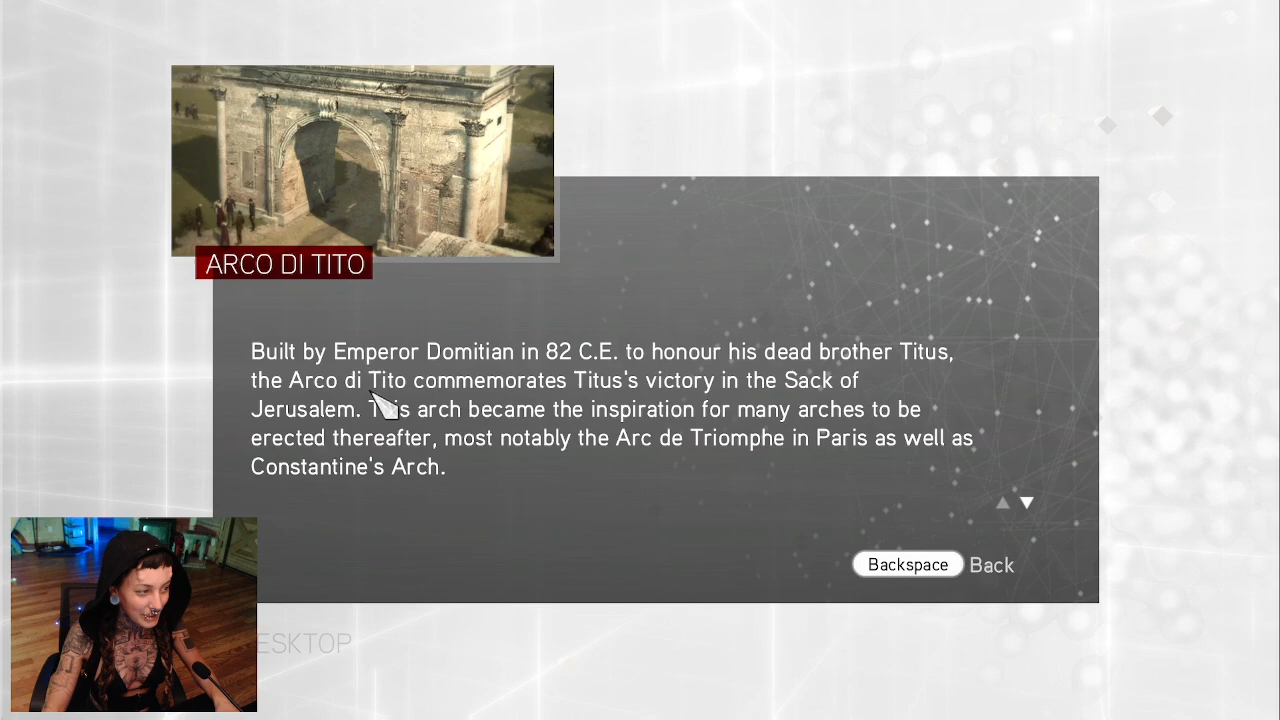 ARCO DI TITO
Built by Emperor Domitian in 82 C.E. to honour his dead brother Titus,
the Arco di Tito commemorates Titus's victory in the Sack of
Jerusalem. This arch became the inspiration for many arches to be
erected thereafter, most notably the Arc de Triomphe in Paris as well as
Constantine's Arch.
Backspace Back
ESKTOP